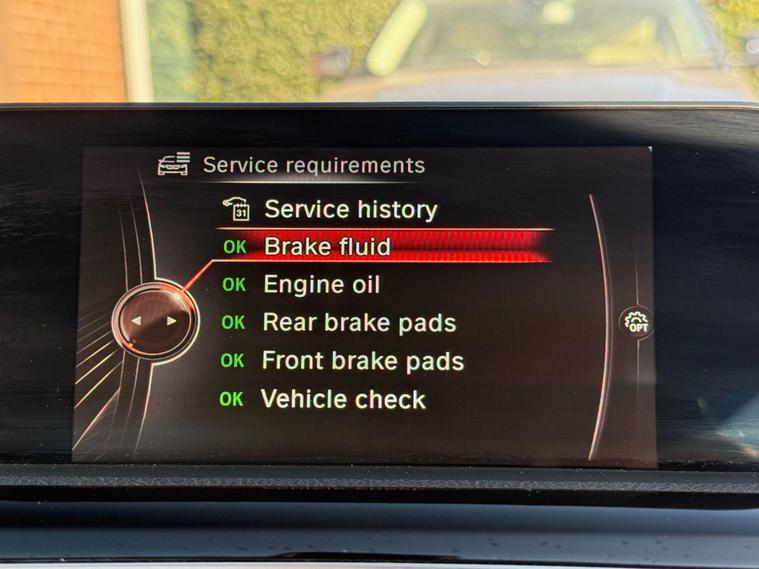 Service requirements
31 Service history
OK Brake fluid
OK Engine oil
OK Rear brake pads
OPT
OK Front brake pads
OK Vehicle check